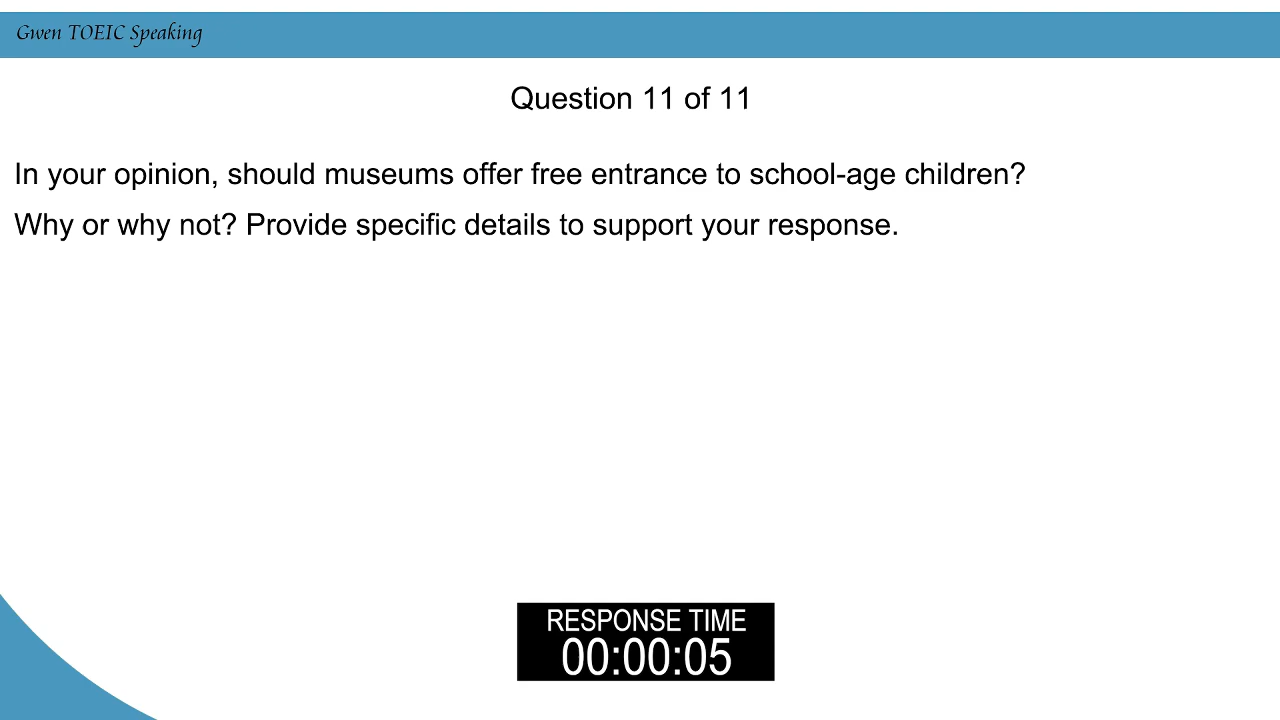 Gwen TOEIC Speaking
Question 11 of 11
In your opinion, should museums offer free entrance to school-age children?
Why or why not? Provide specific details to support your response.
RESPONSE TIME
00:00:05